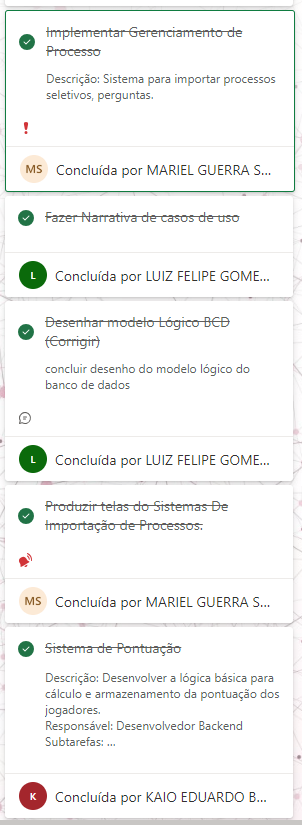 Implementar Gerenciamento de
Processo
Descrição: Sistema para importar processos
seletivos, perguntas.
MS Concluída por MARIEL GUERRA S...
Fazer Narrativa de casos de uso
L Concluída por LUIZ FELIPE GOME...
Desenhar modelo Lógico BCD
(Corrigir)
concluir desenho do modelo lógico do
banco de dados
L Concluída por LUIZ FELIPE GOME...
Produzir telas do Sistemas De
Importação de Processos.
MS Concluída por MARIEL GUERRA S...
Sistema de Pontuação
Descrição: Desenvolver a lógica básica para
cálculo e armazenamento da pontuação dos
jogadores.
Responsável: Desenvolvedor Backend
Subtarefas: ...
K Concluída por KAIO EDUARDO B...